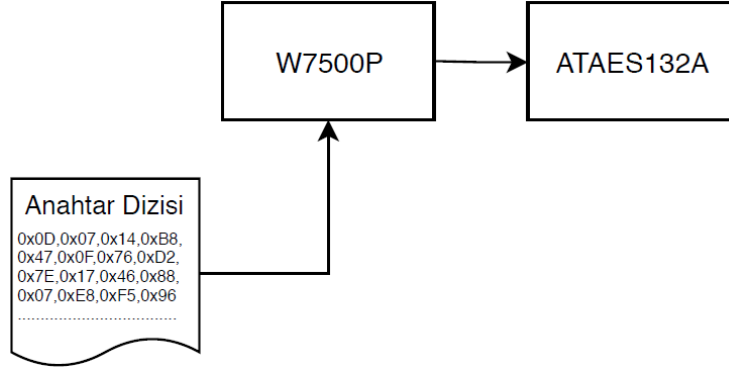 W7500P
ATAES132A
Anahtar Dizisi
0x0D,0x07,0x14,0xB8,
0x47,0x0F,0x76,0xD2,
0x7E,0x17,0x46,0x88,
0x07,0xE8,0xF5,0x96
....................................